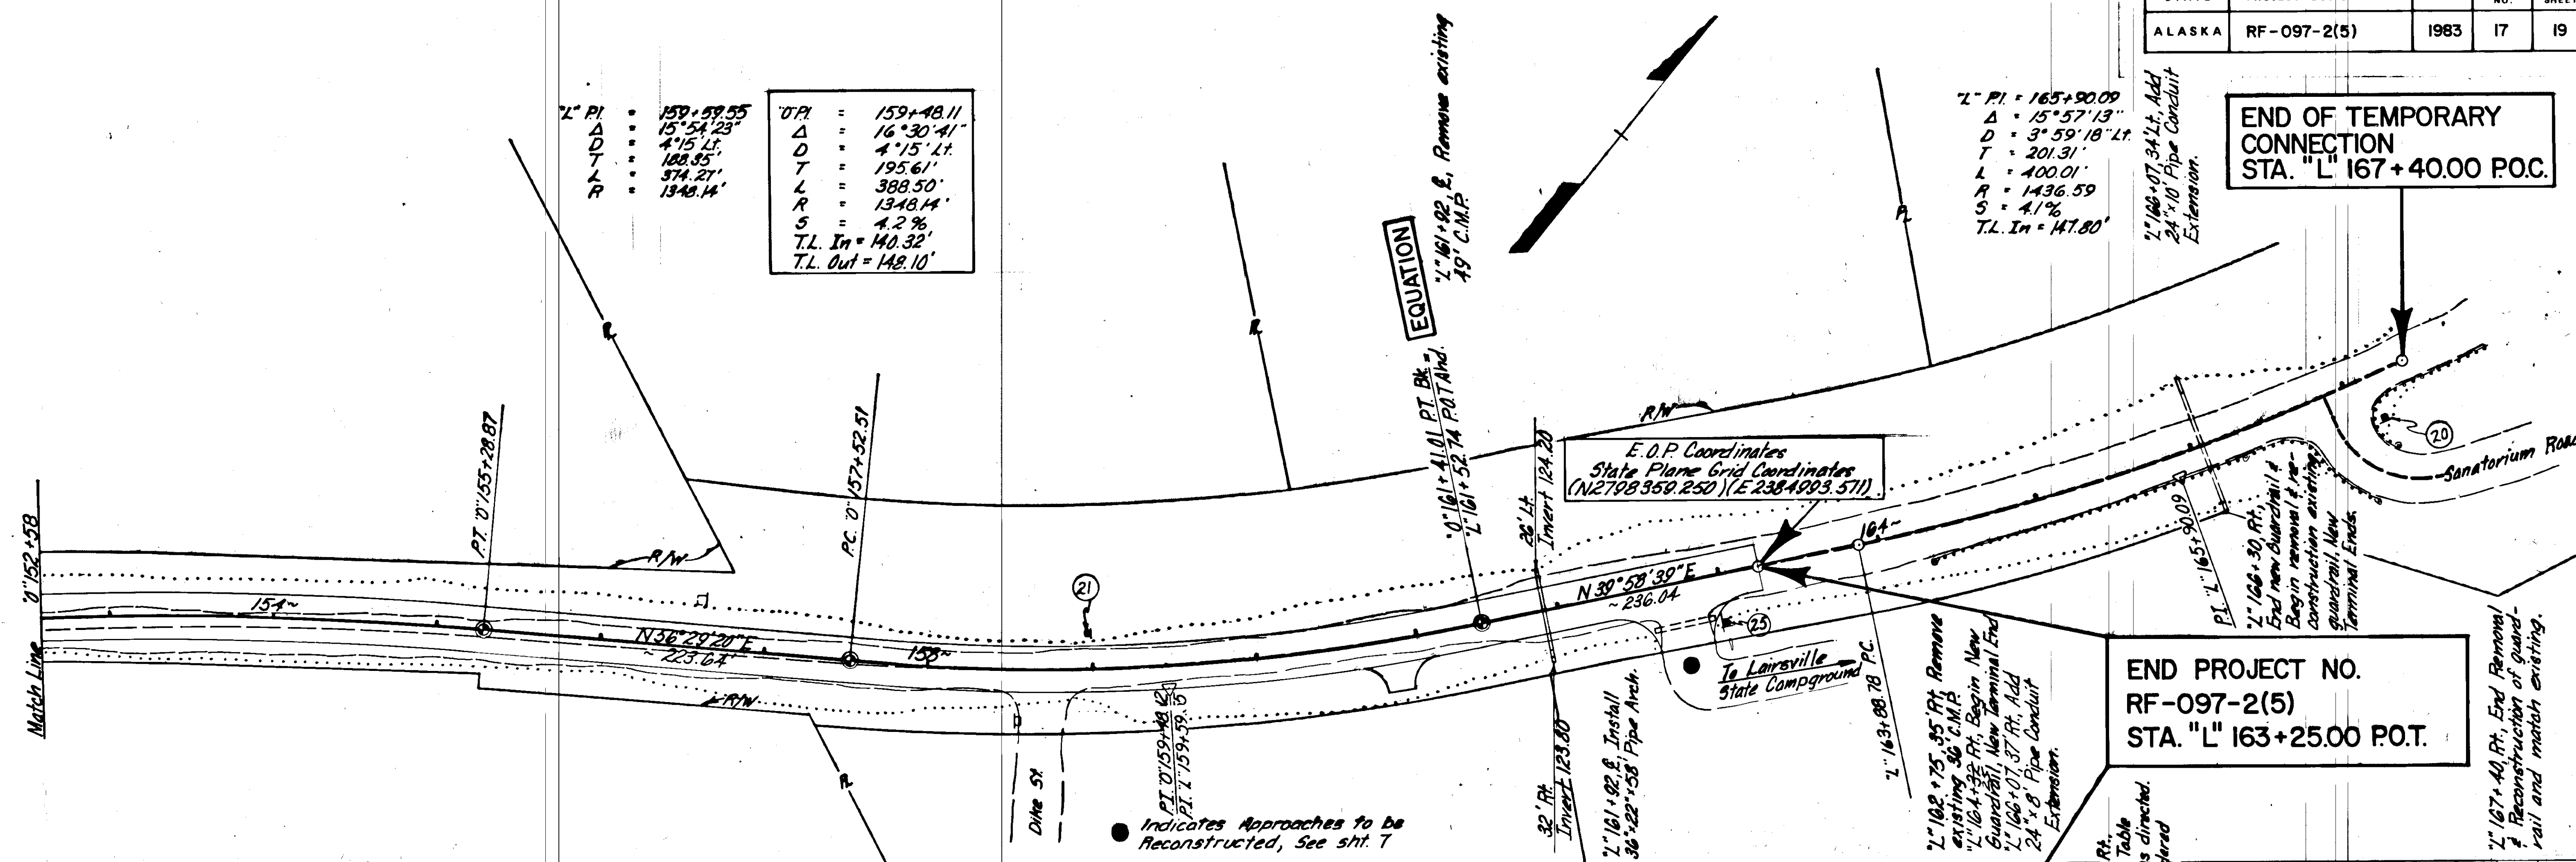 ALASKA RF-097-2(5) 1983 17 19
"L" P.I. = 159+59.55
Δ = 15°54'23"
D = 4°15' Lt.
T = 188.35'
L = 374.27'
R = 1348.14'
"O" P.I. = 159+48.11
Δ = 16°30'41"
D = 4°15' Lt.
T = 195.61'
L = 388.50'
R = 1348.14'
S = 4.2%
T.L. In = 140.32'
T.L. Out = 148.10'
"L" 161+92, ℄, Remove existing
49' C.M.P.
EQUATION
"O" 161+41.01 P.T. Bk. =
"L" 161+52.74 P.O.T. Ahd.
"L" P.I. = 165+90.09
Δ = 15°57'13"
D = 3°59'18" Lt.
T = 201.31'
L = 400.01'
R = 1436.59
S = 4.1%
T.L. In = 147.80'
"L" 166+07, 34' Lt., Add
24"x10' Pipe Conduit
Extension.
END OF TEMPORARY
CONNECTION
STA. "L" 167+40.00 P.O.C.
Match Line "O" 152+58
154
P.T. "O" 155+28.87
R/W
N 36°29'20" E
~ 223.64'
P.C. "O" 157+52.51
158
21
R/W
Dike St.
P.I. "O" 159+48.12
P.I. "L" 159+59.55
Indicates Approaches to be
Reconstructed, See sht. 7
26' Lt.
Invert 124.20
32' Rt.
Invert 123.80
"L" 161+92, ℄, Install
36"x22"x58' Pipe Arch.
R/W
E.O.P. Coordinates
State Plane Grid Coordinates
(N2798359.250)(E2384993.571)
N 39°58'39" E
~ 236.04
164
25
To Lairsville
State Campground
"L" 163+88.78 P.C.
"L" 162+75, 35' Rt. Remove
existing 36' C.M.P.
Rt., Begin New
Guardrail, New Terminal End
"L" 166+07, 37' Rt., Add
24"x8' Pipe Conduit
Extension.
P.I. "L" 165+90.09
"L" 166+30 Rt.,
End new Guardrail &
Begin removal & re-
construction existing
guardrail. New
Terminal Ends.
20
Sanatorium Road
END PROJECT NO.
RF-097-2(5)
STA. "L" 163+25.00 P.O.T.
"L" 167+40, Rt., End Removal
& Reconstruction of guard-
rail and match existing.
Rt.,
Table
s directed.
dered